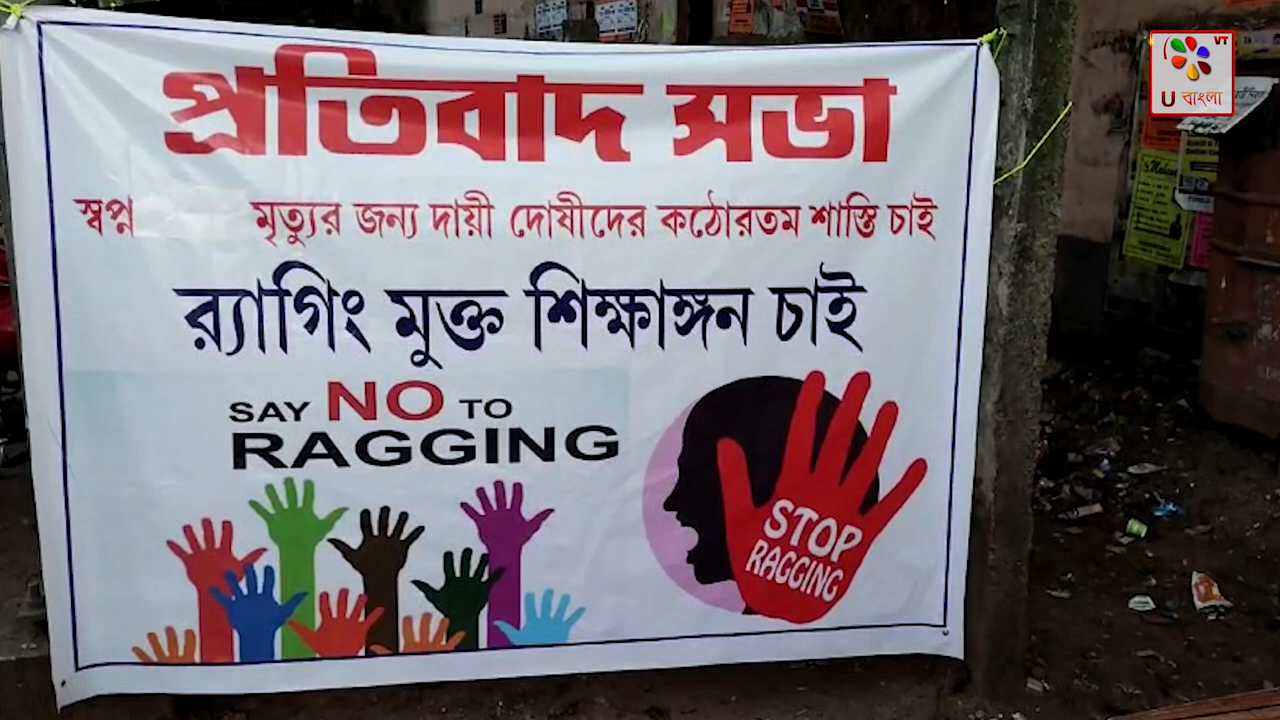 প্রতিবাদ সভা
স্বপ্ন মৃত্যুর জন্য দায়ী দোষীদের কঠোরতম শাস্তি চাই
র‍্যাগিং মুক্ত শিক্ষাঙ্গন চাই
SAY NO TO
RAGGING
STOP
RAGGING
VT
U বাংলা